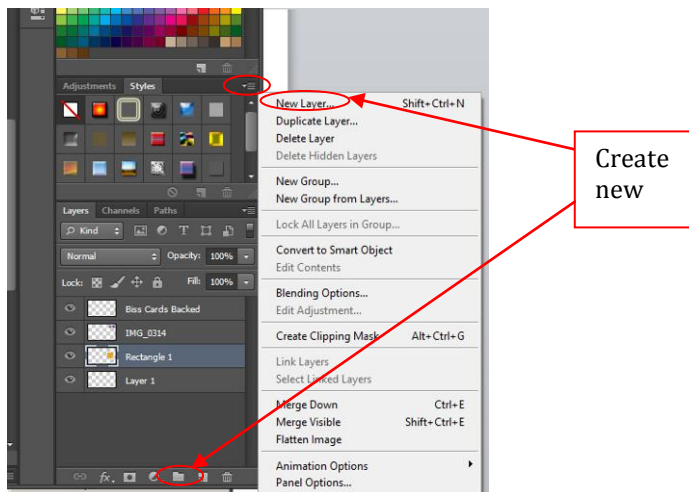 Adjustments Styles
Layers Channels Paths
Kind T
Normal Opacity: 100%
Lock: Fill: 100%
Biss Cards Backed
IMG_0314
Rectangle 1
Layer 1
fx.
New Layer... Shift+Ctrl+N
Duplicate Layer...
Delete Layer
Delete Hidden Layers
New Group...
New Group from Layers...
Lock All Layers in Group...
Convert to Smart Object
Edit Contents
Blending Options...
Edit Adjustment...
Create Clipping Mask Alt+Ctrl+G
Link Layers
Select Linked Layers
Merge Down Ctrl+E
Merge Visible Shift+Ctrl+E
Flatten Image
Animation Options
Panel Options...
Create
new